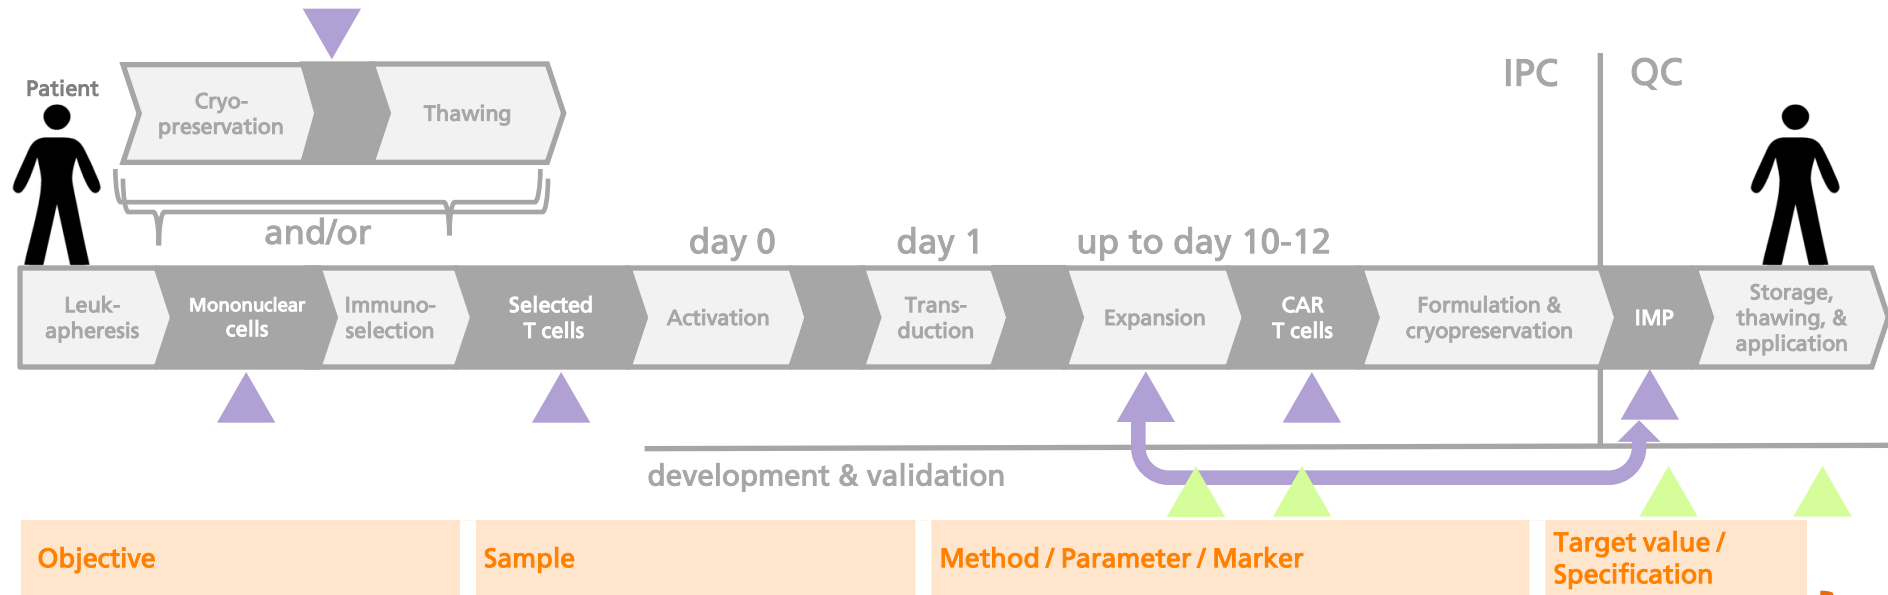 Patient
Cryo-
preservation
Thawing
IPC
QC
and/or
day 0
day 1
up to day 10-12
Leuk-
apheresis
Mononuclear
cells
Immuno-
selection
Selected
T cells
Activation
Trans-
duction
Expansion
CAR
T cells
Formulation &
cryopreservation
IMP
Storage,
thawing, &
application
development & validation
Objective
Sample
Method / Parameter / Marker
Target value /
Specification